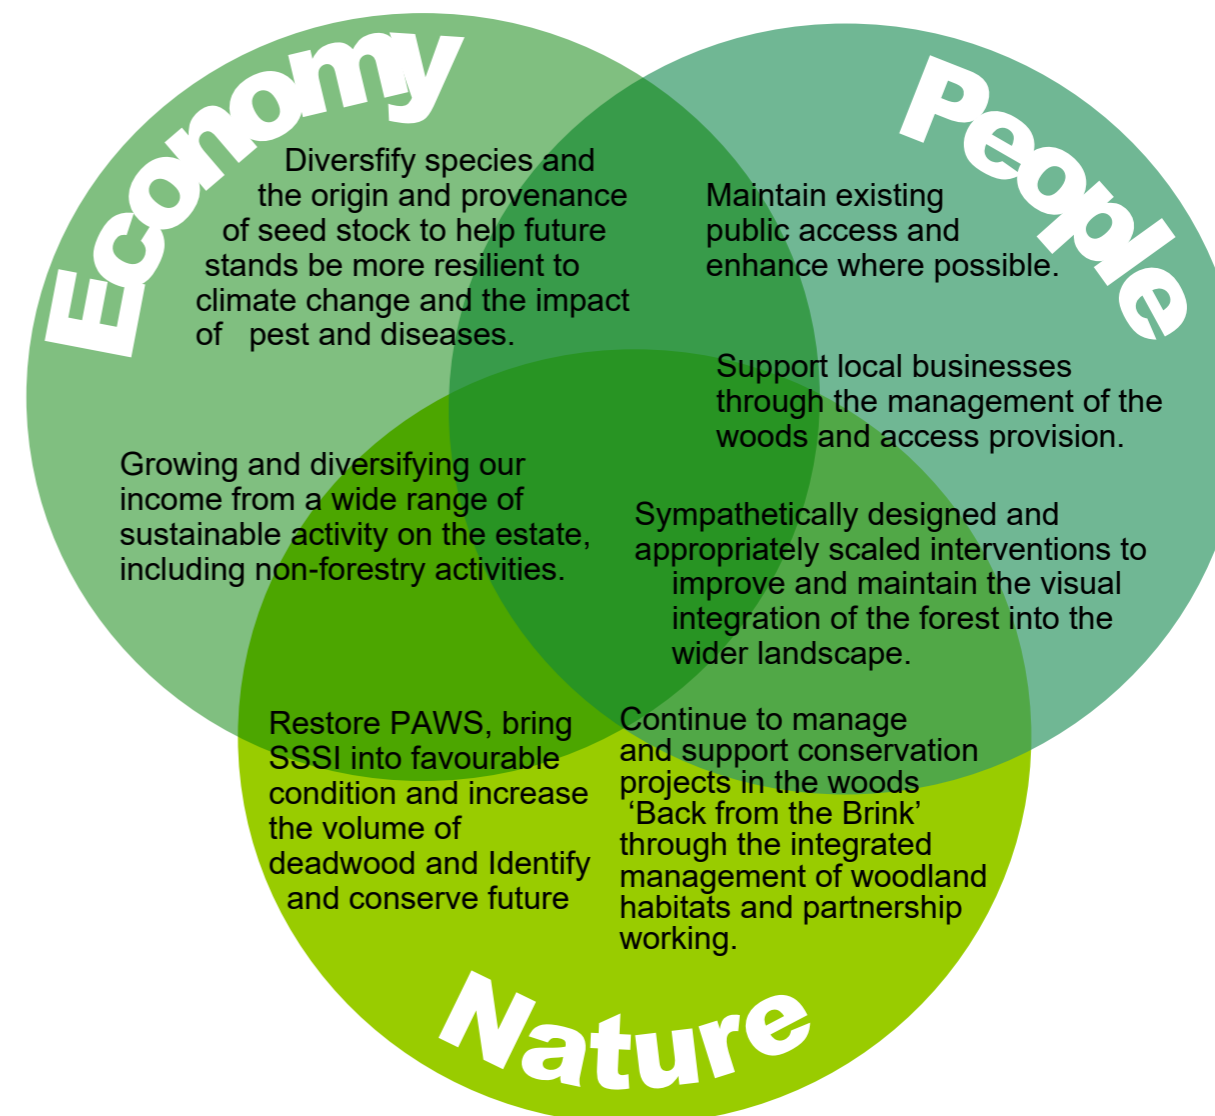 Economy
Diversfify species and
the origin and provenance
of seed stock to help future
stands be more resilient to
climate change and the impact
of pest and diseases.
Growing and diversifying our
income from a wide range of
sustainable activity on the estate,
including non-forestry activities.
People
Maintain existing
public access and
enhance where possible.
Support local businesses
through the management of the
woods and access provision.
Sympathetically designed and
appropriately scaled interventions to
improve and maintain the visual
integration of the forest into the
wider landscape.
Restore PAWS, bring
SSSI into favourable
condition and increase
the volume of
deadwood and Identify
and conserve future
Continue to manage
and support conservation
projects in the woods
‘Back from the Brink’
through the integrated
management of woodland
habitats and partnership
working.
Nature